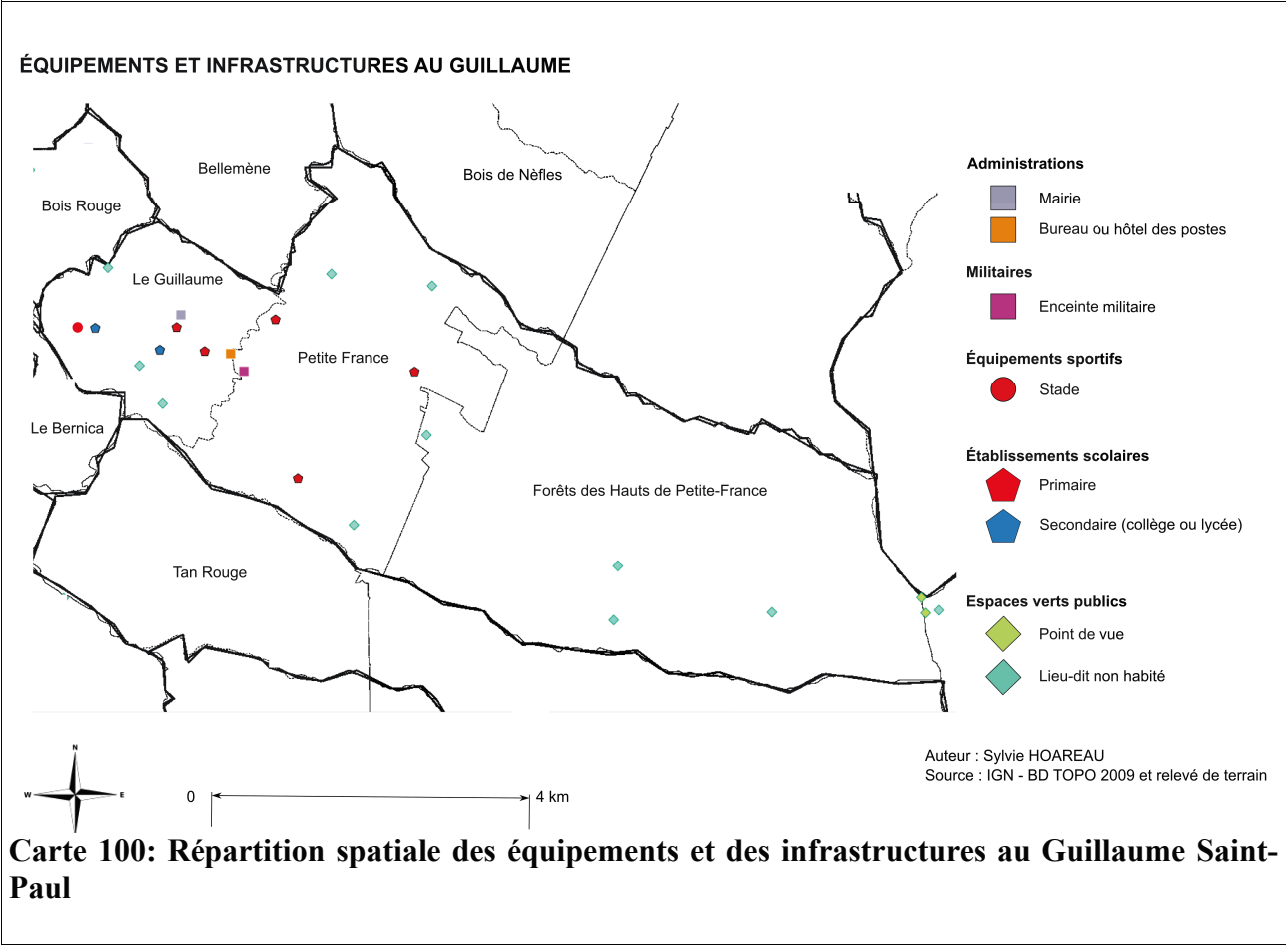 ÉQUIPEMENTS ET INFRASTRUCTURES AU GUILLAUME
Bellemène
Bois de Nèfles
Bois Rouge
Le Guillaume
Petite France
Le Bernica
Forêts des Hauts de Petite-France
Tan Rouge
Administrations
Mairie
Bureau ou hôtel des postes
Militaires
Enceinte militaire
Équipements sportifs
Stade
Établissements scolaires
Primaire
Secondaire (collège ou lycée)
Espaces verts publics
Point de vue
Lieu-dit non habité
N
W
E
0
4 km
Auteur : Sylvie HOAREAU
Source : IGN - BD TOPO 2009 et relevé de terrain
Carte 100: Répartition spatiale des équipements et des infrastructures au Guillaume Saint-
Paul